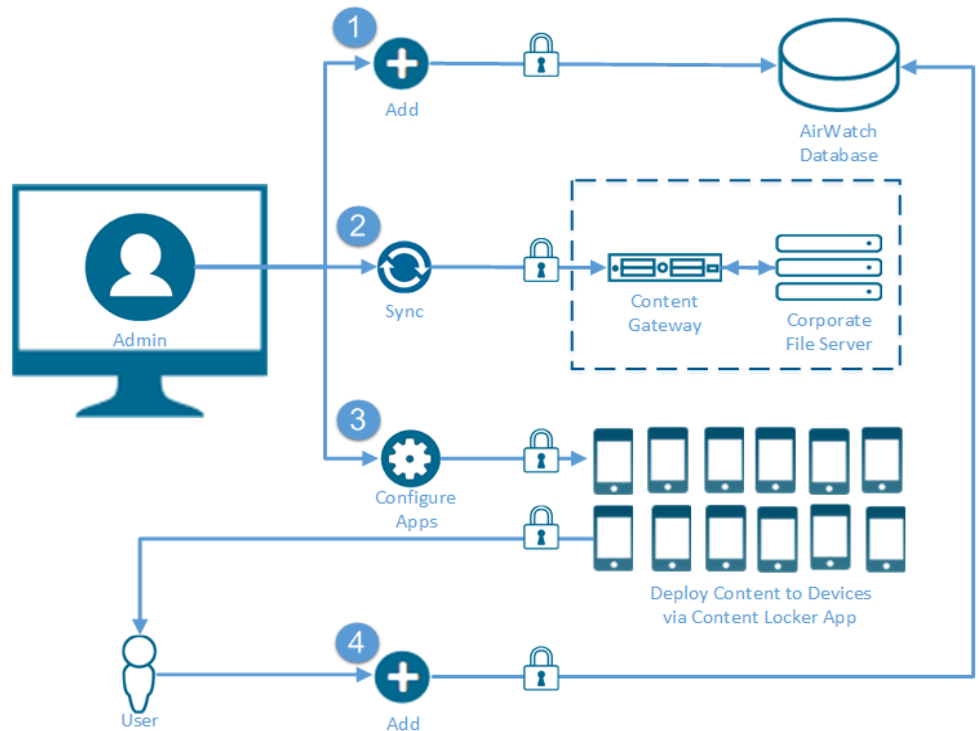 1
Add
AirWatch
Database
2
Admin
Sync
Content
Gateway
Corporate
File Server
3
Configure
Apps
Deploy Content to Devices
via Content Locker App
4
User
Add